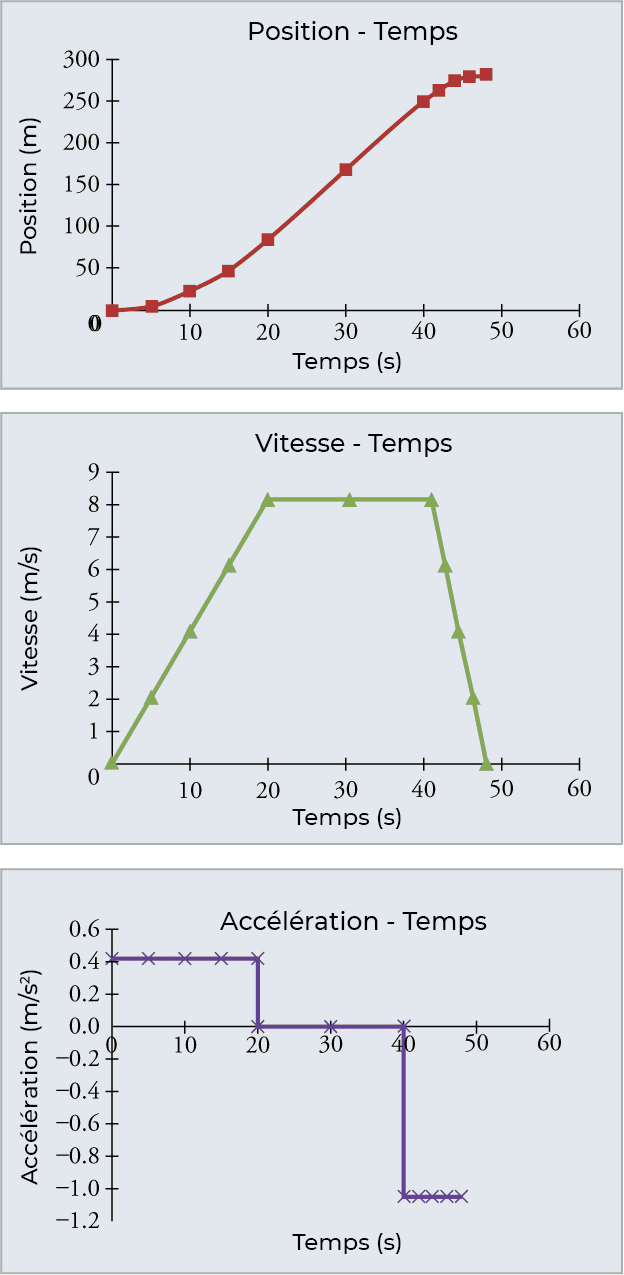 Position - Temps
300
250
200
150
100
50
0
Position (m)
10 20 30 40 50 60
Temps (s)
Vitesse - Temps
9
8
7
6
5
4
3
2
1
0
Vitesse (m/s)
10 20 30 40 50 60
Temps (s)
Accélération - Temps
0.6
0.4
0.2
0.0
−0.2
−0.4
−0.6
−0.8
−1.0
−1.2
Accélération (m/s²)
0 10 20 30 40 50 60
Temps (s)